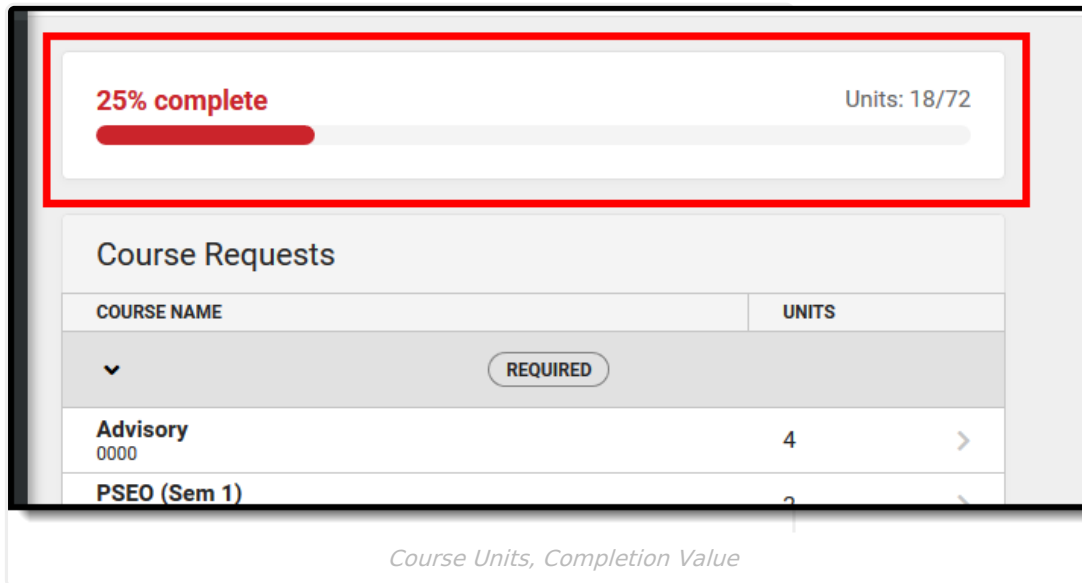 25% complete Units: 18/72
Course Requests
COURSE NAME UNITS
REQUIRED
Advisory 4
0000
PSEO (Sem 1)
Course Units, Completion Value